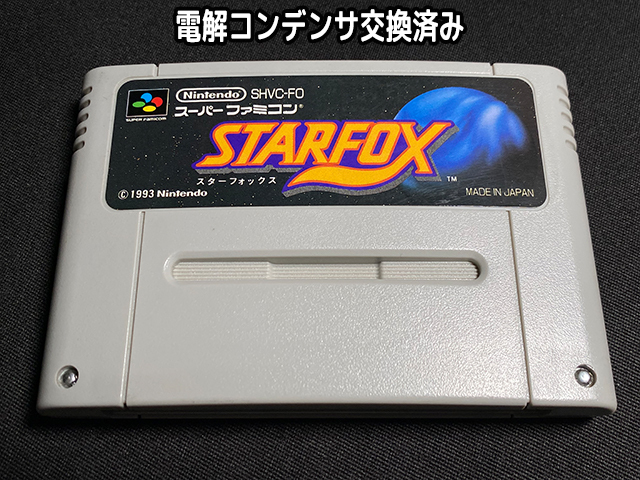 電解コンデンサ交換済み
Nintendo SHVC-FO
スーパーファミコン®
SUPER FAMICOM
STARFOX
スターフォックス
TM
© 1993 Nintendo
MADE IN JAPAN